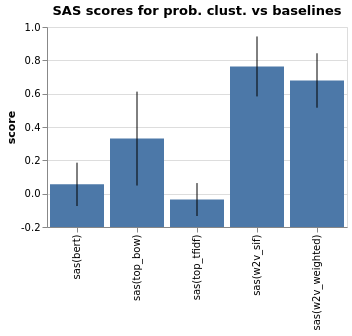 SAS scores for prob. clust. vs baselines
1.0
0.8
0.6
0.4
0.2
0.0
-0.2
score
sas(bert)
sas(top_bow)
sas(top_tfidf)
sas(w2v_sif)
sas(w2v_weighted)